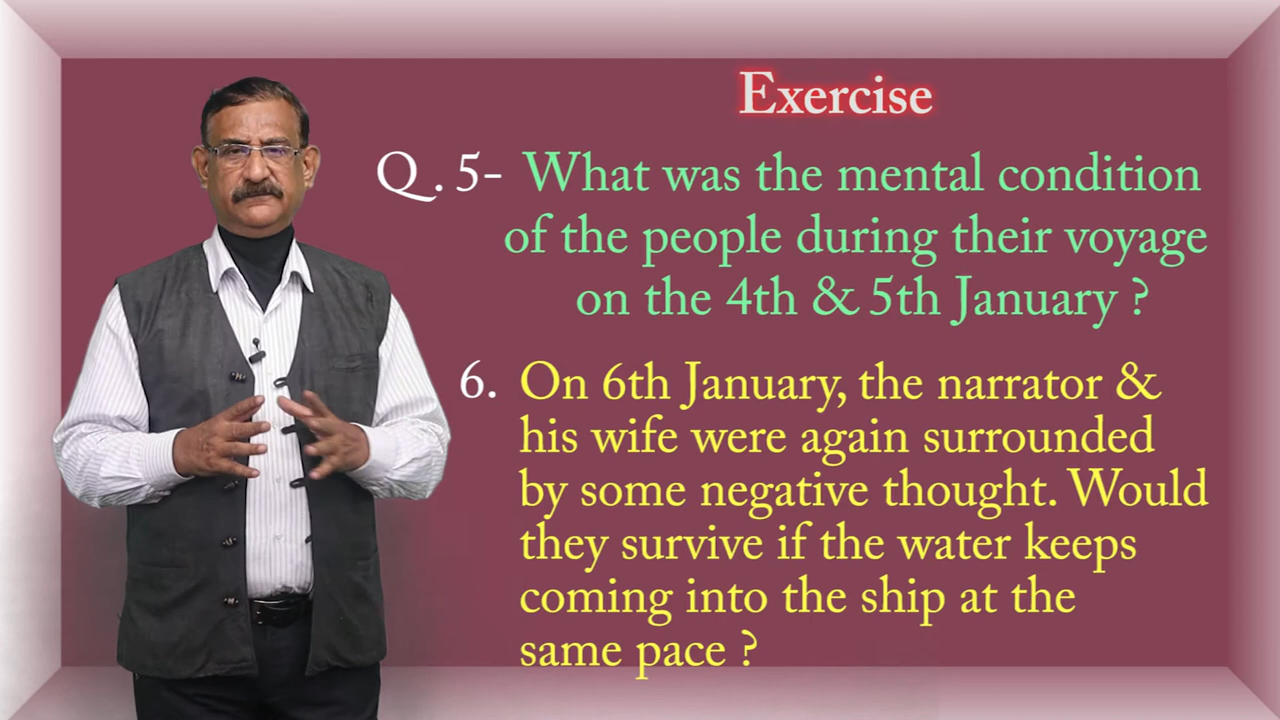 Exercise
Q.5- What was the mental condition
of the people during their voyage
on the 4th & 5th January ?
6. On 6th January, the narrator &
his wife were again surrounded
by some negative thought. Would
they survive if the water keeps
coming into the ship at the
same pace ?